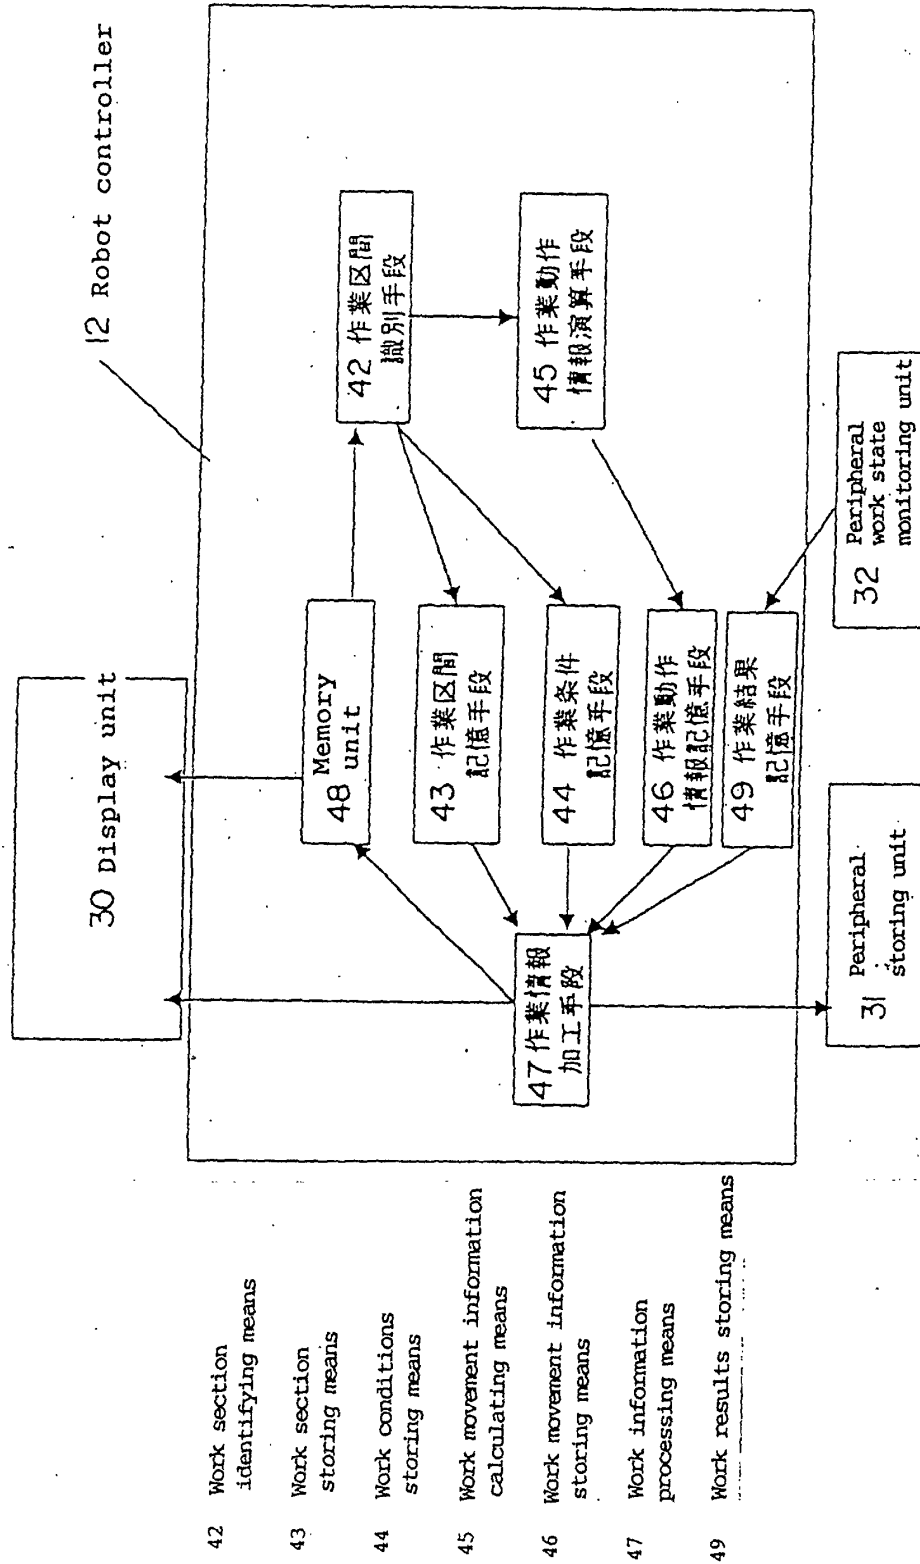 12 Robot controller
30 Display unit
48 Memory
unit
42 作業区間
識別手段
43 作業区間
記憶手段
44 作業条件
記憶手段
45 作業動作
情報演算手段
46 作業動作
情報記憶手段
49 作業結果
記憶手段
47 作業情報
加工手段
31 Peripheral
storing unit
32 Peripheral
work state
monitoring unit
42 Work section
identifying means
43 Work section
storing means
44 Work conditions
storing means
45 Work movement information
calculating means
46 Work movement information
storing means
47 Work information
processing means
49 Work results storing means